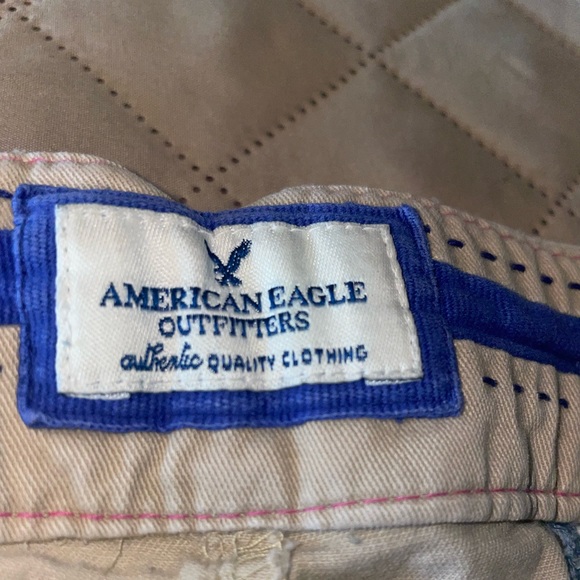 AMERICAN EAGLE
OUTFITTERS
authentic QUALITY CLOTHING